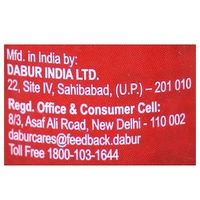 Mfd. in India by:
DABUR INDIA LTD.
22, Site IV, Sahibabad, (U.P.) - 201 010
Regd. Office & Consumer Cell:
8/3, Asaf Ali Road, New Delhi - 110 002
daburcares@feedback.dabur
Toll Free 1800-103-1644